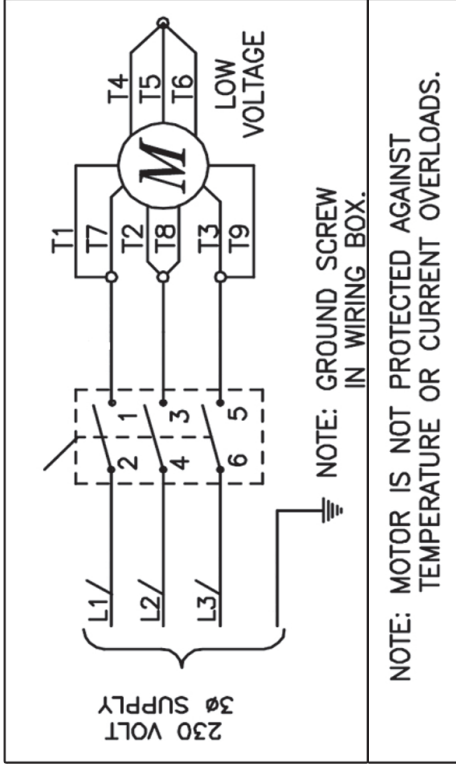 230 VOLT
3ø SUPPLY
L1
L2
L3
2
1
4
3
6
5
T1
T7
T2
T8
T3
T9
M
T4
T5
T6
LOW
VOLTAGE
NOTE: GROUND SCREW
IN WIRING BOX.
NOTE: MOTOR IS NOT PROTECTED AGAINST
TEMPERATURE OR CURRENT OVERLOADS.